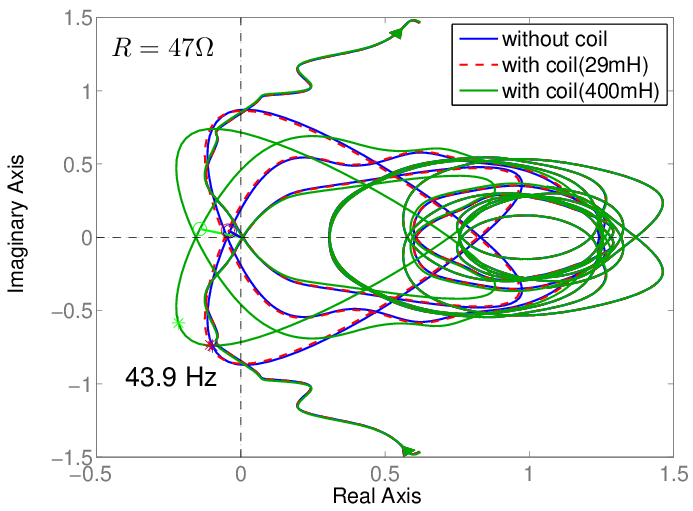 1.5
R = 47Ω
without coil
with coil(29mH)
with coil(400mH)
1
0.5
0
−0.5
−1
−1.5
Imaginary Axis
43.9 Hz
−0.5
0
0.5
1
1.5
Real Axis